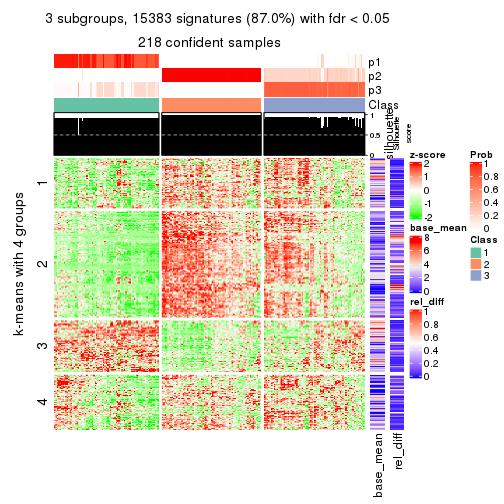 3 subgroups, 15383 signatures (87.0%) with fdr < 0.05
218 confident samples
p1
p2
p3
Class
1
0.5
0
silhouette
Silhouette
score
k-means with 4 groups
1
2
3
4
base_mean
rel_diff
z-score
2
1
0
-1
-2
base_mean
8
6
4
2
0
rel_diff
1
0.8
0.6
0.4
0.2
0
Prob
1
0.8
0.6
0.4
0.2
0
Class
1
2
3